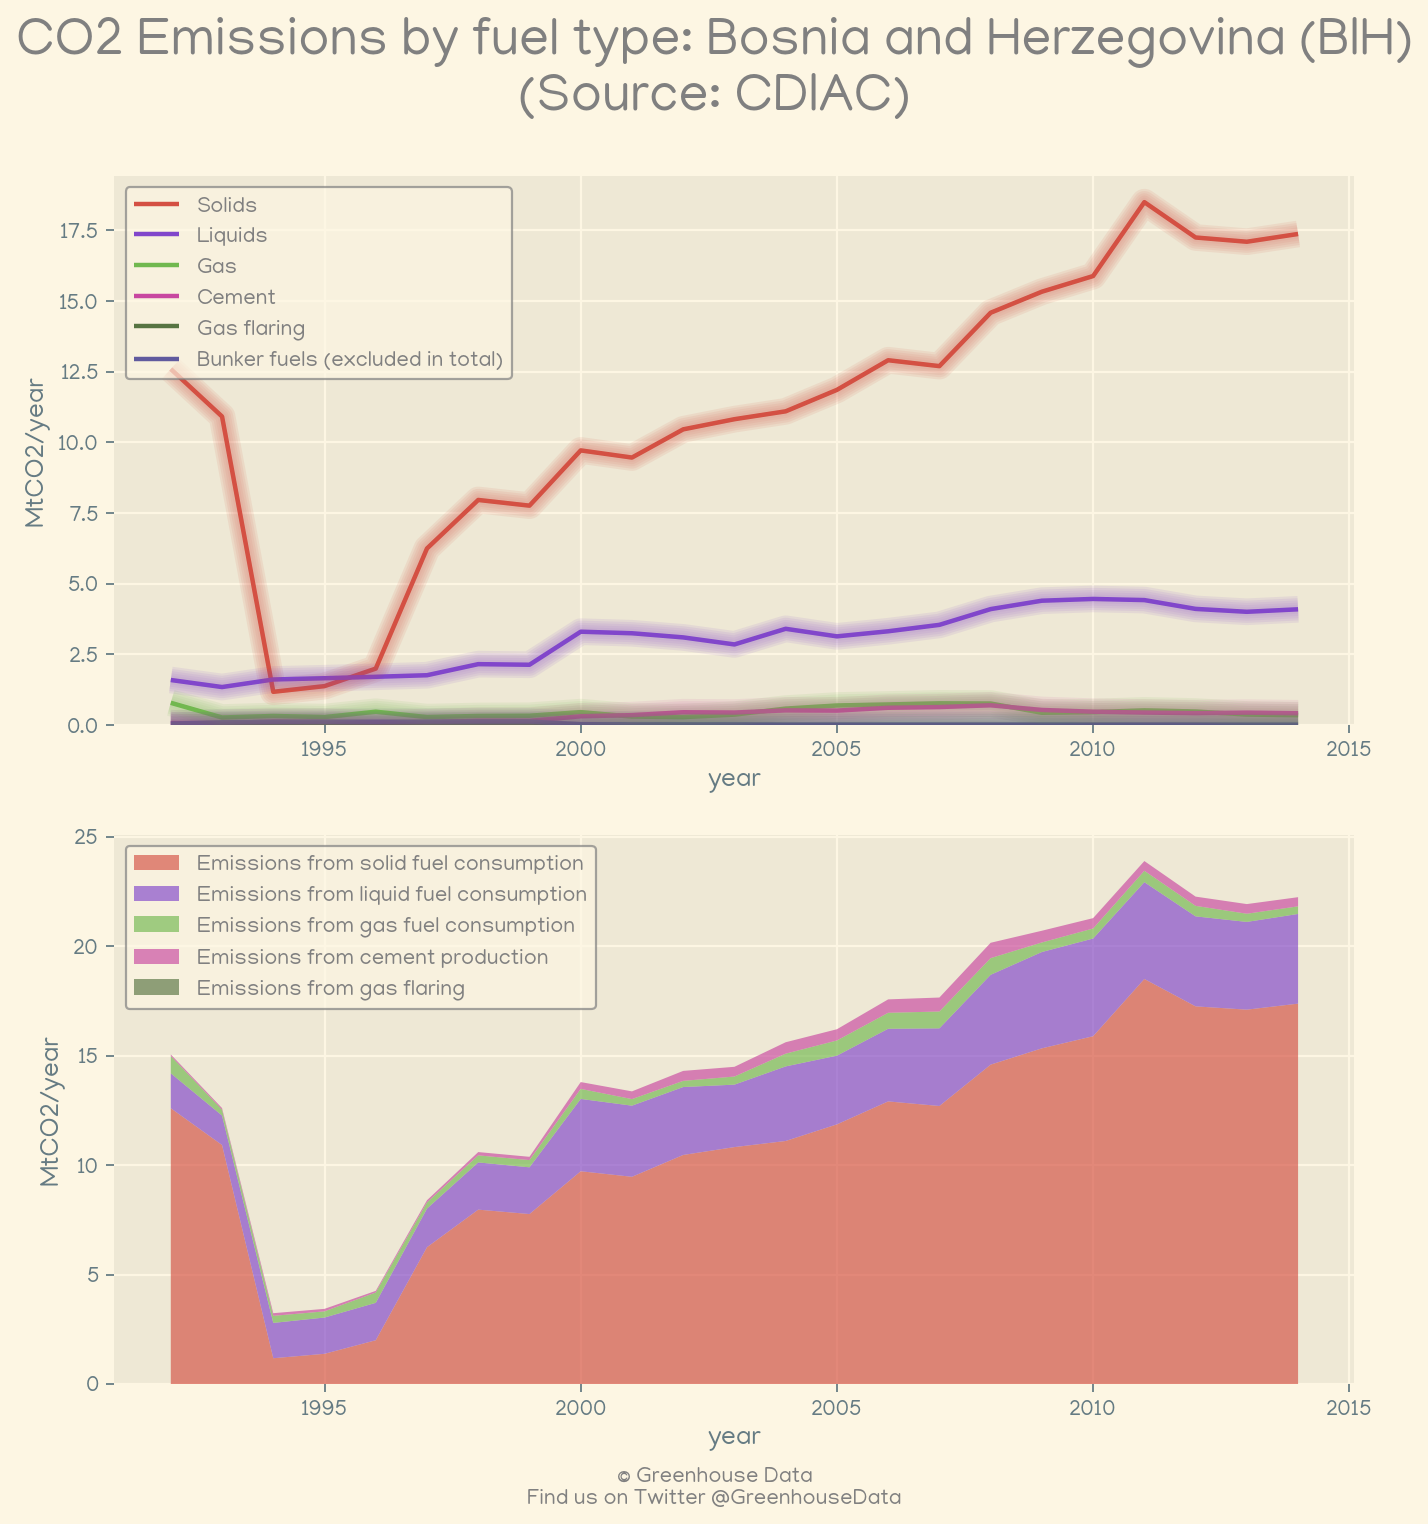 CO2 Emissions by fuel type: Bosnia and Herzegovina (BIH)
(Source: CDIAC)
Solids
Liquids
Gas
Cement
Gas flaring
Bunker fuels (excluded in total)
17.5
15.0
12.5
10.0
7.5
5.0
2.5
0.0
MtCO2/year
1995
2000
2005
2010
2015
year
Emissions from solid fuel consumption
Emissions from liquid fuel consumption
Emissions from gas fuel consumption
Emissions from cement production
Emissions from gas flaring
25
20
15
10
5
0
MtCO2/year
1995
2000
2005
2010
2015
year
© Greenhouse Data
Find us on Twitter @GreenhouseData